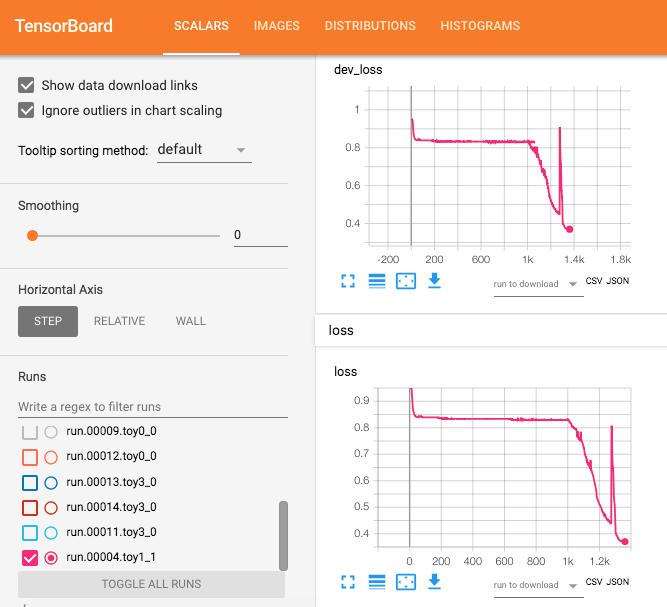 TensorBoard SCALARS IMAGES DISTRIBUTIONS HISTOGRAMS
Show data download links
Ignore outliers in chart scaling
Tooltip sorting method: default
Smoothing
0
Horizontal Axis
STEP RELATIVE WALL
Runs
Write a regex to filter runs
run.00009.toy0_0
run.00012.toy0_0
run.00013.toy3_0
run.00014.toy3_0
run.00011.toy3_0
run.00004.toy1_1
TOGGLE ALL RUNS
dev_loss
1
0.8
0.6
0.4
-200 200 600 1k 1.4k 1.8k
run to download CSV JSON
loss
loss
0.9
0.8
0.7
0.6
0.5
0.4
0 200 400 600 800 1k 1.2k
run to download CSV JSON